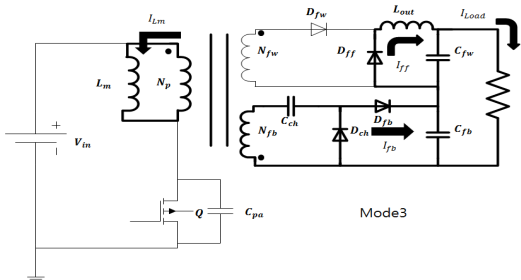 I_Lm
D_fw
L_out
I_Load
L_m
N_p
N_fw
D_ff
I_ff
C_fw
V_in
N_fb
C_ch
D_ch
D_fb
I_fb
C_fb
Q
C_pa
Mode3